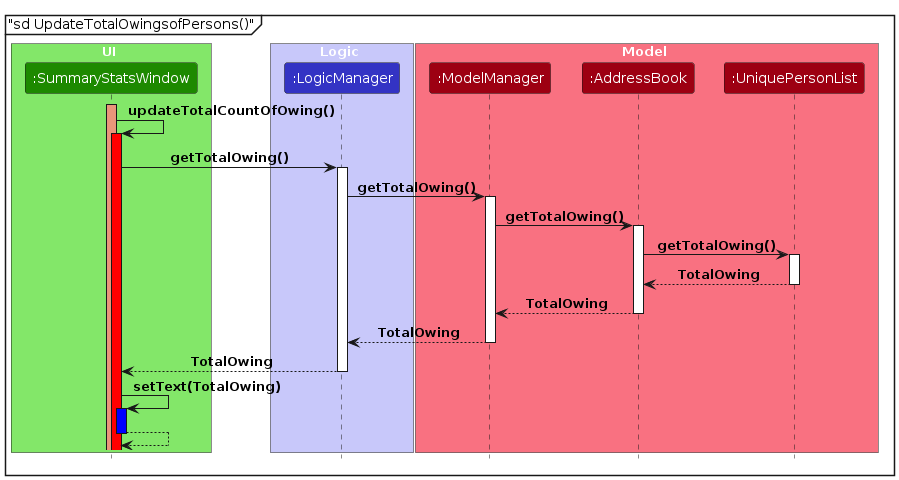 "sd UpdateTotalOwingsofPersons()"
UI
Logic
Model
:SummaryStatsWindow
:LogicManager
:ModelManager
:AddressBook
:UniquePersonList
updateTotalCountOfOwing()
getTotalOwing()
getTotalOwing()
getTotalOwing()
getTotalOwing()
TotalOwing
TotalOwing
TotalOwing
TotalOwing
setText(TotalOwing)